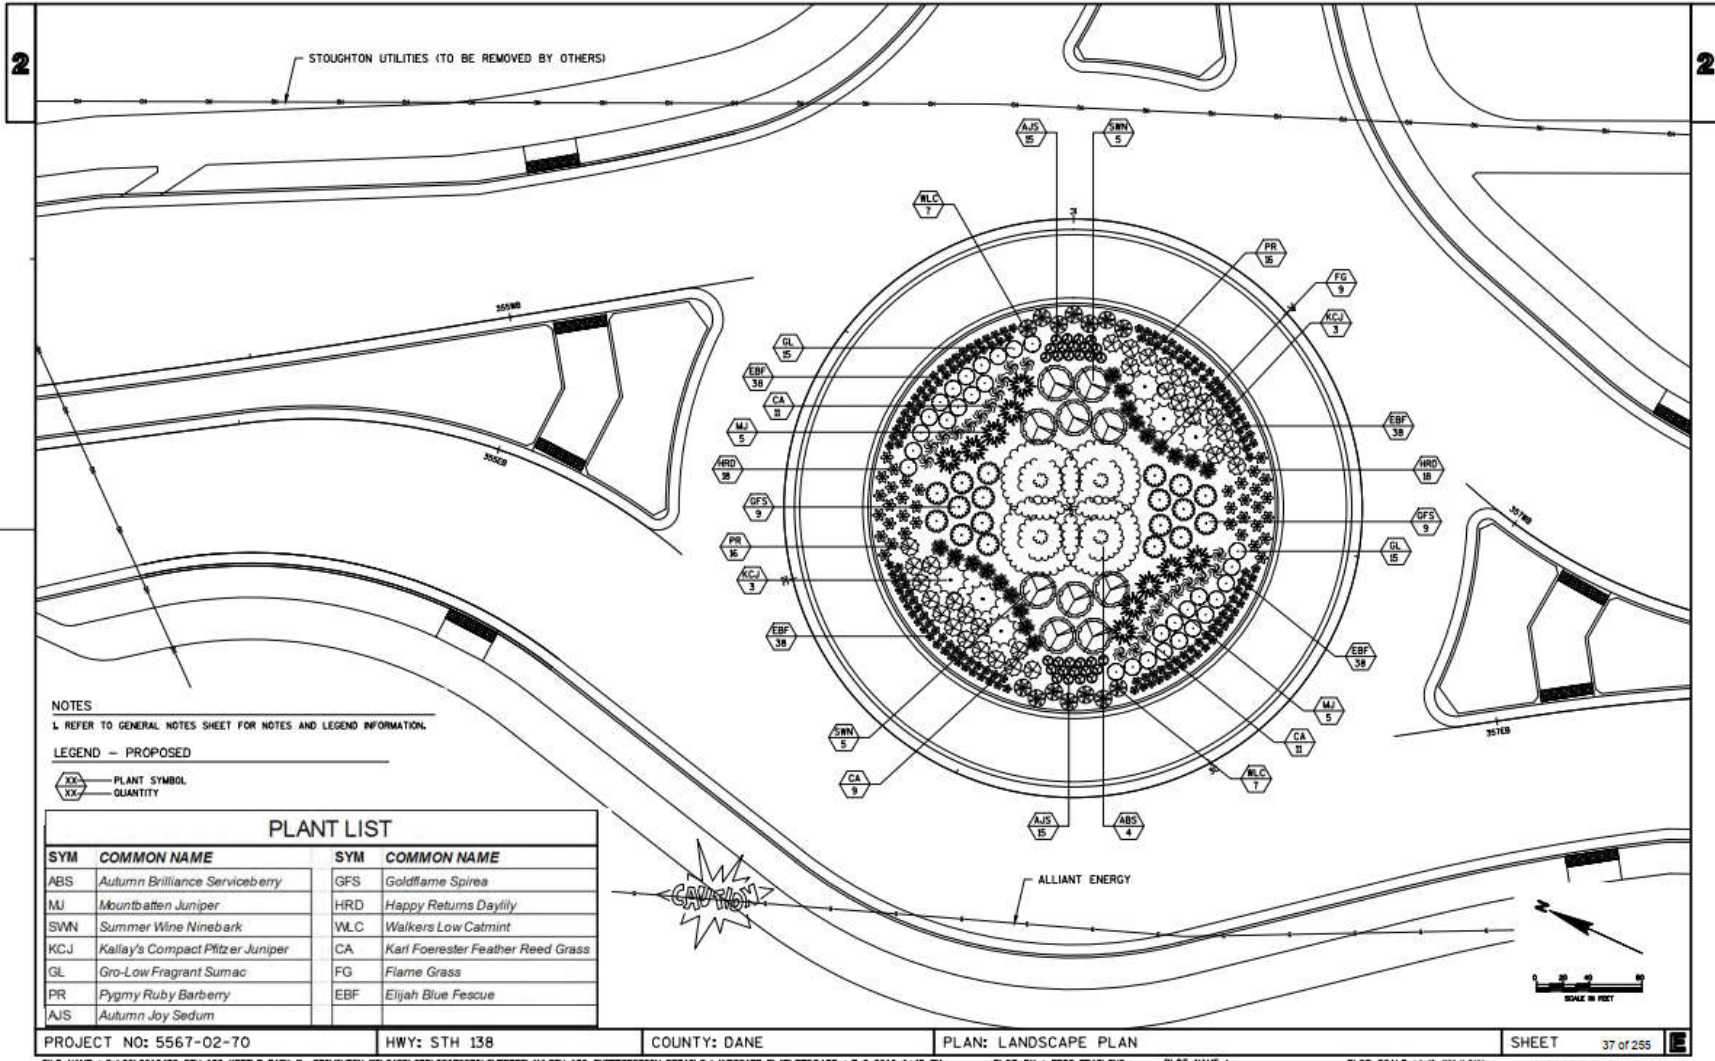 2
2
STOUGHTON UTILITIES (TO BE REMOVED BY OTHERS)
AJS
15
SWN
5
WLC
7
PR
16
FG
9
KCJ
3
GL
15
EBF
38
CA
11
MJ
5
HRD
18
GFS
9
PR
16
KCJ
3
EBF
38
EBF
38
HRD
18
GFS
9
GL
15
EBF
38
MJ
5
CA
11
WLC
7
SWN
5
CA
9
AJS
15
ABS
4
355WB
355EB
357WB
357EB
NOTES
1. REFER TO GENERAL NOTES SHEET FOR NOTES AND LEGEND INFORMATION.
LEGEND - PROPOSED
XX PLANT SYMBOL
XX QUANTITY
PLANT LIST
SYM COMMON NAME SYM COMMON NAME
ABS Autumn Brilliance Serviceberry GFS Goldflame Spirea
MJ Mountbatten Juniper HRD Happy Returns Daylily
SWN Summer Wine Ninebark WLC Walkers Low Catmint
KCJ Kallay's Compact Pfitzer Juniper CA Karl Foerester Feather Reed Grass
GL Gro-Low Fragrant Sumac FG Flame Grass
PR Pygmy Ruby Barberry EBF Elijah Blue Fescue
AJS Autumn Joy Sedum
CAUTION
ALLIANT ENERGY
N
0 20 40 80
SCALE IN FEET
PROJECT NO: 5567-02-70 HWY: STH 138 COUNTY: DANE PLAN: LANDSCAPE PLAN SHEET 37 of 255 E